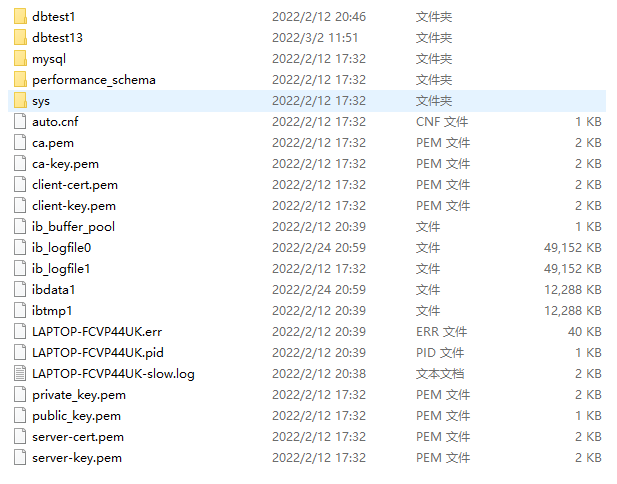 dbtest1 2022/2/12 20:46 文件夹
dbtest13 2022/3/2 11:51 文件夹
mysql 2022/2/12 17:32 文件夹
performance_schema 2022/2/12 17:32 文件夹
sys 2022/2/12 17:32 文件夹
auto.cnf 2022/2/12 17:32 CNF 文件 1 KB
ca.pem 2022/2/12 17:32 PEM 文件 2 KB
ca-key.pem 2022/2/12 17:32 PEM 文件 2 KB
client-cert.pem 2022/2/12 17:32 PEM 文件 2 KB
client-key.pem 2022/2/12 17:32 PEM 文件 2 KB
ib_buffer_pool 2022/2/12 20:39 文件 1 KB
ib_logfile0 2022/2/24 20:59 文件 49,152 KB
ib_logfile1 2022/2/12 17:32 文件 49,152 KB
ibdata1 2022/2/24 20:59 文件 12,288 KB
ibtmp1 2022/2/12 20:39 文件 12,288 KB
LAPTOP-FCVP44UK.err 2022/2/12 20:39 ERR 文件 40 KB
LAPTOP-FCVP44UK.pid 2022/2/12 20:39 PID 文件 1 KB
LAPTOP-FCVP44UK-slow.log 2022/2/12 20:38 文本文档 2 KB
private_key.pem 2022/2/12 17:32 PEM 文件 2 KB
public_key.pem 2022/2/12 17:32 PEM 文件 1 KB
server-cert.pem 2022/2/12 17:32 PEM 文件 2 KB
server-key.pem 2022/2/12 17:32 PEM 文件 2 KB